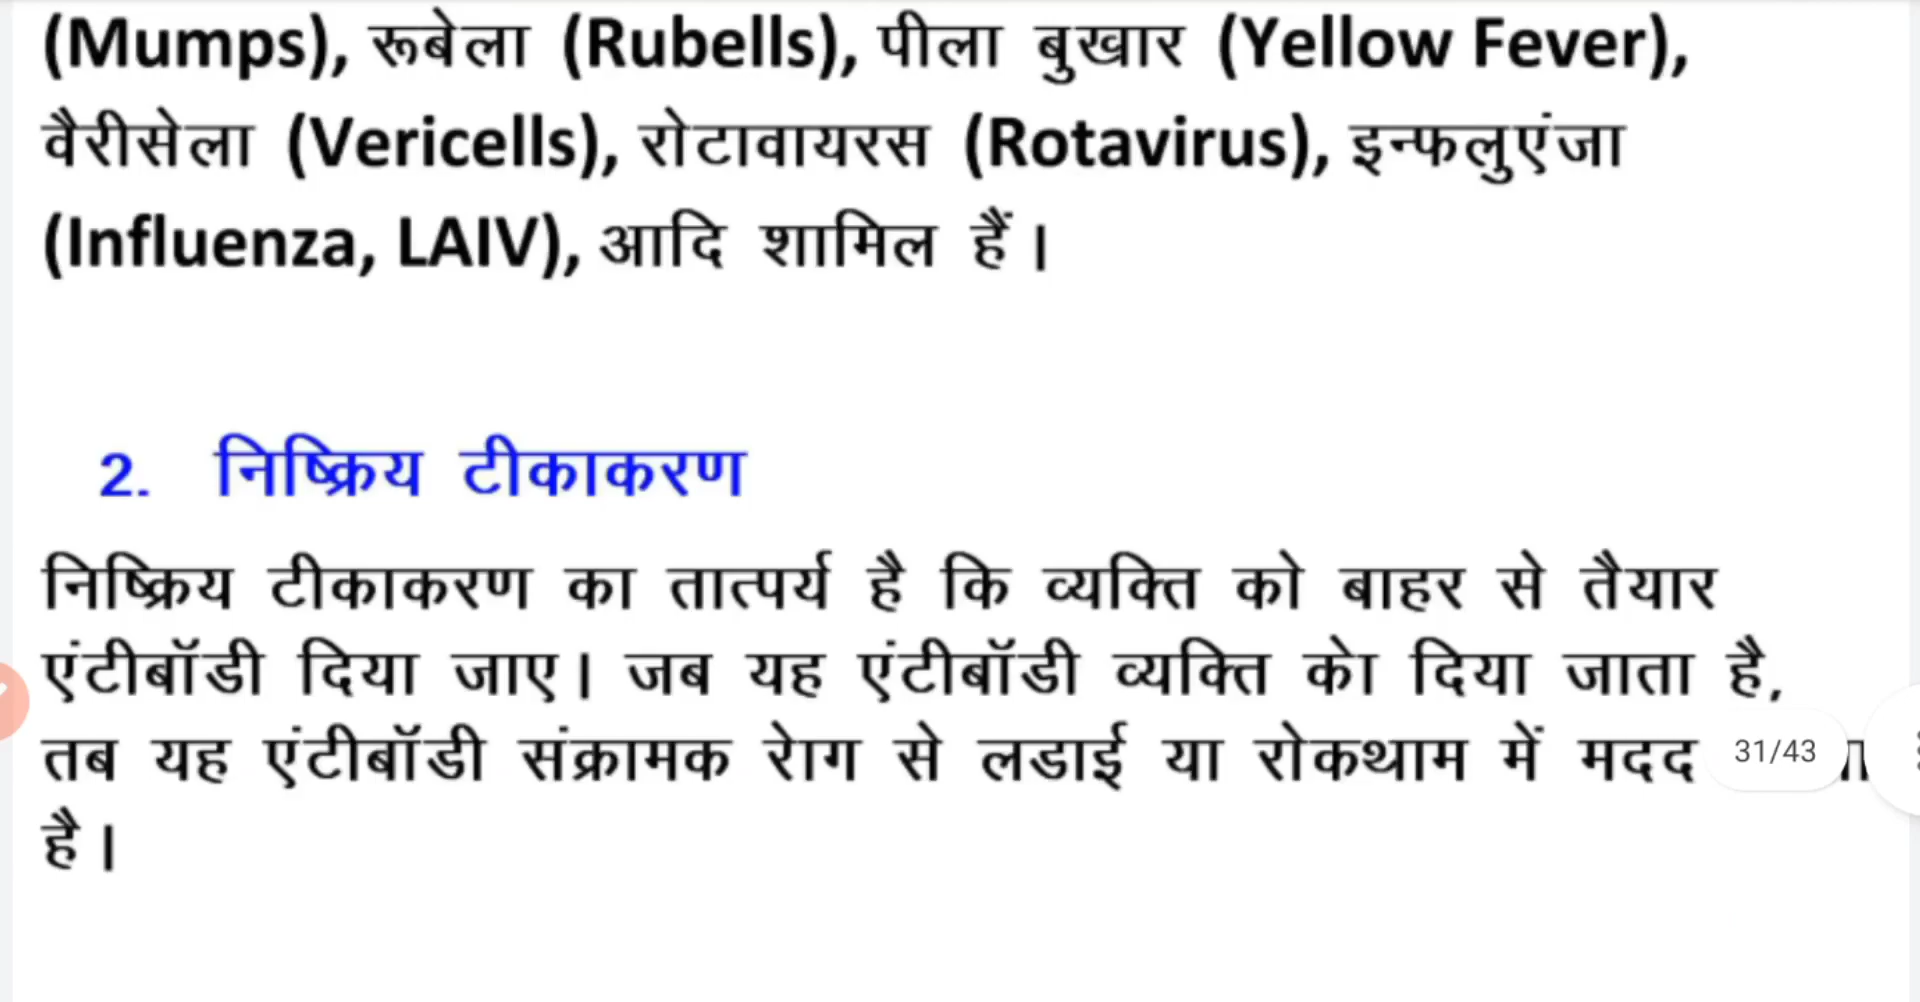 (Mumps), रूबेला (Rubells), पीला बुखार (Yellow Fever),
वैरीसेला (Vericells), रोटावायरस (Rotavirus), इन्फलुएंजा
(Influenza, LAIV), आदि शामिल हैं।
2. निष्क्रिय टीकाकरण
निष्क्रिय टीकाकरण का तात्पर्य है कि व्यक्ति को बाहर से तैयार
एंटीबॉडी दिया जाए। जब यह एंटीबॉडी व्यक्ति केा दिया जाता है,
तब यह एंटीबॉडी संक्रामक रेाग से लडाई या रोकथाम में मदद
31/43
है।